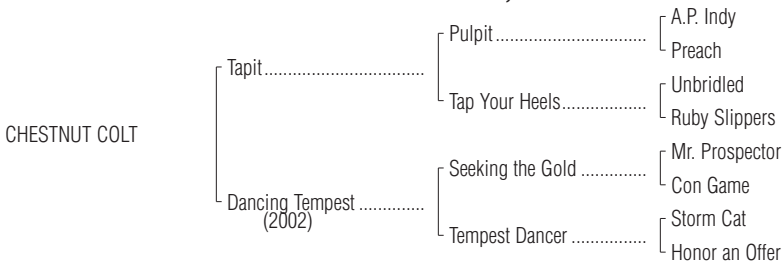 A.P. Indy
Pulpit
Preach
Tapit
Unbridled
Tap Your Heels
Ruby Slippers
CHESTNUT COLT
Mr. Prospector
Seeking the Gold
Con Game
Dancing Tempest
(2002)
Storm Cat
Tempest Dancer
Honor an Offer